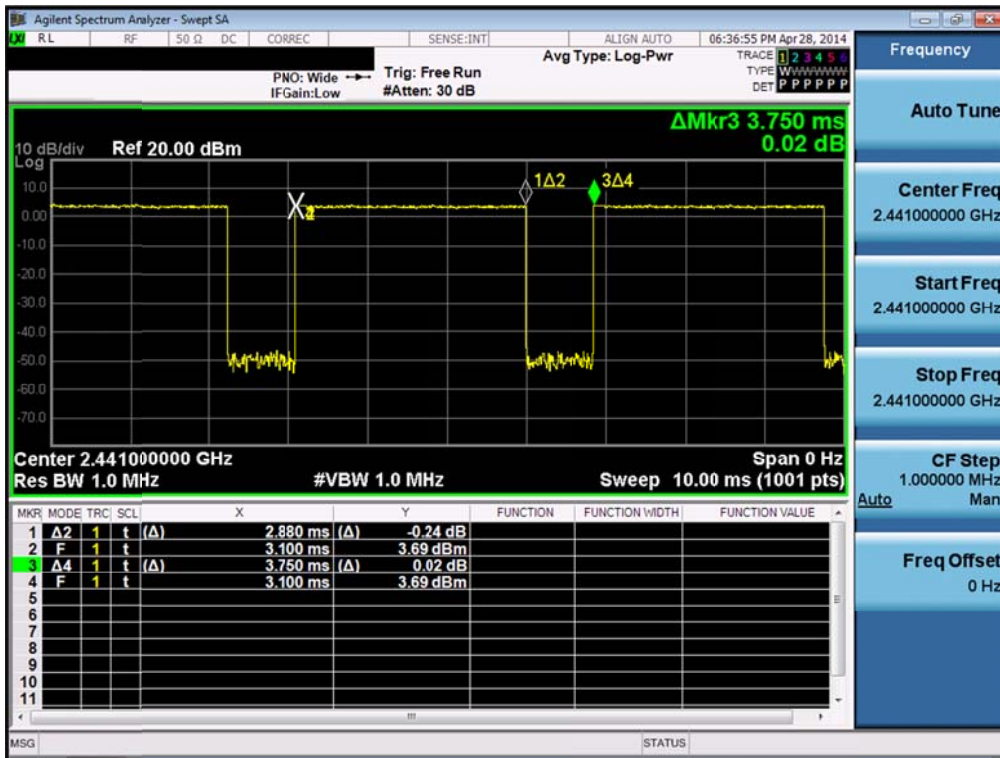 Agilent Spectrum Analyzer - Swept SA
RL RF 50 Ω DC CORREC SENSE:INT ALIGN AUTO 06:36:55 PM Apr 28, 2014
PNO: Wide Trig: Free Run Avg Type: Log-Pwr TRACE 1 2 3 4 5 6
IFGain:Low #Atten: 30 dB TYPE W
DET P P P P P P
ΔMkr3 3.750 ms
0.02 dB
10 dB/div Ref 20.00 dBm
Log
10.0
0.00
-10.0
-20.0
-30.0
-40.0
-50.0
-60.0
-70.0
1Δ2 3Δ4
Center 2.441000000 GHz Span 0 Hz
Res BW 1.0 MHz #VBW 1.0 MHz Sweep 10.00 ms (1001 pts)
MKR MODE TRC SCL X Y FUNCTION FUNCTION WIDTH FUNCTION VALUE
1 Δ2 1 t (Δ) 2.880 ms (Δ) -0.24 dB
2 F 1 t 3.100 ms 3.69 dBm
3 Δ4 1 t (Δ) 3.750 ms (Δ) 0.02 dB
4 F 1 t 3.100 ms 3.69 dBm
5
6
7
8
9
10
11
MSG STATUS
Frequency
Auto Tune
Center Freq
2.441000000 GHz
Start Freq
2.441000000 GHz
Stop Freq
2.441000000 GHz
CF Step
1.000000 MHz
Auto Man
Freq Offset
0 Hz